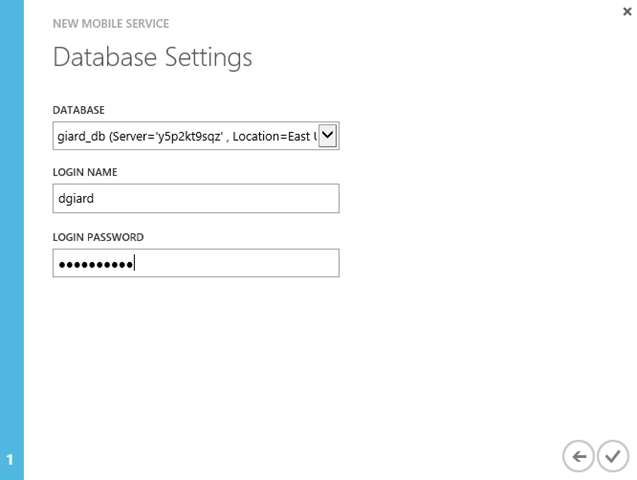 NEW MOBILE SERVICE
Database Settings
DATABASE
giard_db (Server='y5p2kt9sqz' , Location=East U
LOGIN NAME
dgiard
LOGIN PASSWORD
●●●●●●●●●●
1